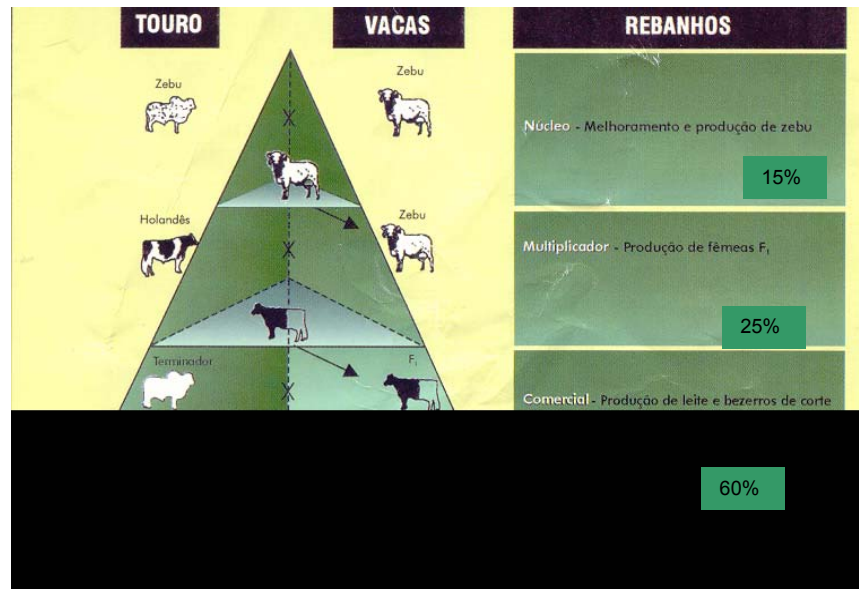 TOURO
VACAS
REBANHOS
Zebu
Zebu
Núcleo - Melhoramento e produção de zebu
15%
Holandês
Zebu
Multiplicador - Produção de fêmeas F₁
25%
Terminador
F₁
Comercial - Produção de leite e bezerros de corte
60%